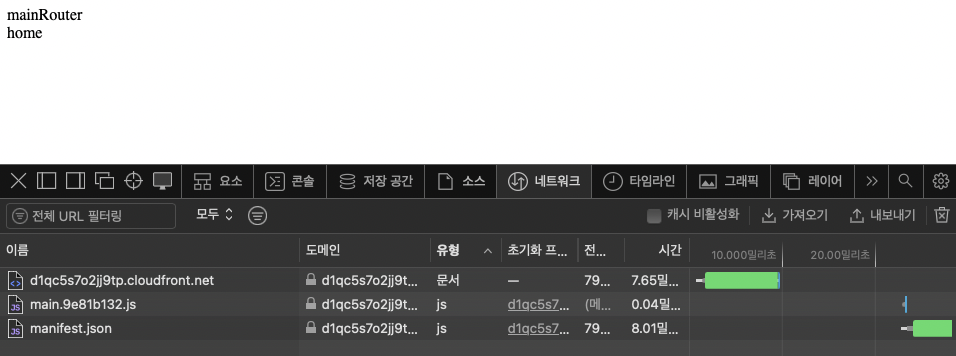 mainRouter
home
요소 콘솔 저장 공간 소스 네트워크 타임라인 그래픽 레이어
전체 URL 필터링 모두 캐시 비활성화 가져오기 내보내기
이름 도메인 유형 초기화 프... 전... 시간 10.000밀리초 20.00밀리초
d1qc5s7o2jj9tp.cloudfront.net d1qc5s7o2jj9t... 문서 — 79... 7.65밀...
JS main.9e81b132.js d1qc5s7o2jj9t... js d1qc5s7... (메... 0.04밀...
JS manifest.json d1qc5s7o2jj9t... js d1qc5s7... 79... 8.01밀...